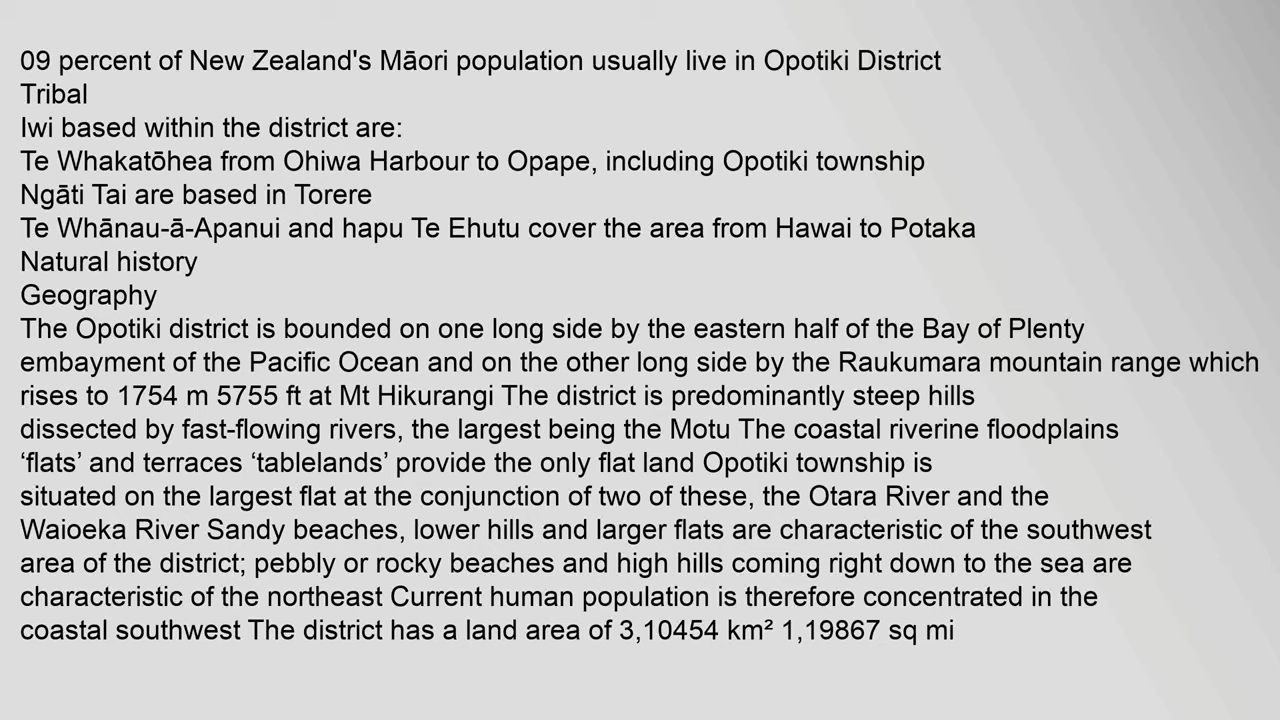 09 percent of New Zealand's Māori population usually live in Opotiki District
Tribal
Iwi based within the district are:
Te Whakatōhea from Ohiwa Harbour to Opape, including Opotiki township
Ngāti Tai are based in Torere
Te Whānau-ā-Apanui and hapu Te Ehutu cover the area from Hawai to Potaka
Natural history
Geography
The Opotiki district is bounded on one long side by the eastern half of the Bay of Plenty
embayment of the Pacific Ocean and on the other long side by the Raukumara mountain range which
rises to 1754 m 5755 ft at Mt Hikurangi The district is predominantly steep hills
dissected by fast-flowing rivers, the largest being the Motu The coastal riverine floodplains
‘flats’ and terraces ‘tablelands’ provide the only flat land Opotiki township is
situated on the largest flat at the conjunction of two of these, the Otara River and the
Waioeka River Sandy beaches, lower hills and larger flats are characteristic of the southwest
area of the district; pebbly or rocky beaches and high hills coming right down to the sea are
characteristic of the northeast Current human population is therefore concentrated in the
coastal southwest The district has a land area of 3,10454 km² 1,19867 sq mi